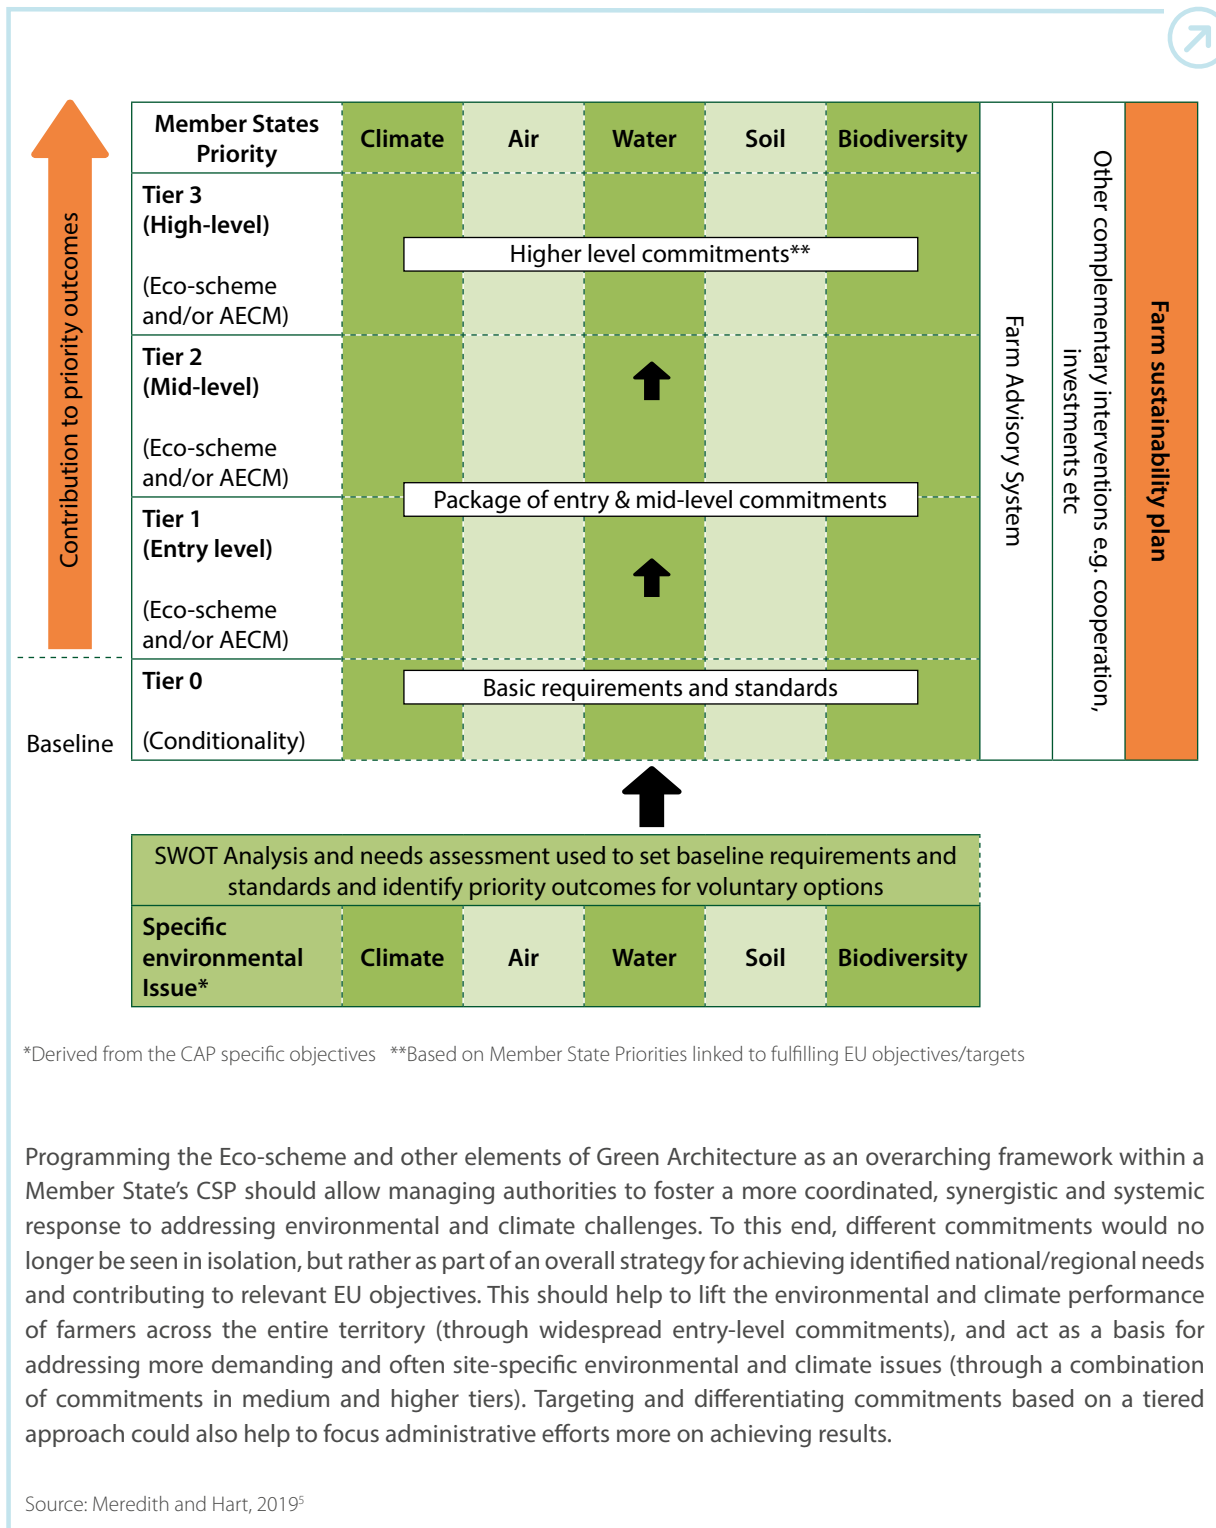 Contribution to priority outcomes
Baseline
Member States
Priority
Climate
Air
Water
Soil
Biodiversity
Tier 3
(High-level)
(Eco-scheme
and/or AECM)
Higher level commitments**
Tier 2
(Mid-level)
(Eco-scheme
and/or AECM)
Package of entry & mid-level commitments
Tier 1
(Entry level)
(Eco-scheme
and/or AECM)
Tier 0
(Conditionality)
Basic requirements and standards
Farm Advisory System
Other complementary interventions e.g. cooperation,
investments etc
Farm sustainability plan
SWOT Analysis and needs assessment used to set baseline requirements and
standards and identify priority outcomes for voluntary options
Specific
environmental
Issue*
Climate
Air
Water
Soil
Biodiversity
*Derived from the CAP specific objectives **Based on Member State Priorities linked to fulfilling EU objectives/targets
Programming the Eco-scheme and other elements of Green Architecture as an overarching framework within a
Member State's CSP should allow managing authorities to foster a more coordinated, synergistic and systemic
response to addressing environmental and climate challenges. To this end, different commitments would no
longer be seen in isolation, but rather as part of an overall strategy for achieving identified national/regional needs
and contributing to relevant EU objectives. This should help to lift the environmental and climate performance
of farmers across the entire territory (through widespread entry-level commitments), and act as a basis for
addressing more demanding and often site-specific environmental and climate issues (through a combination
of commitments in medium and higher tiers). Targeting and differentiating commitments based on a tiered
approach could also help to focus administrative efforts more on achieving results.
Source: Meredith and Hart, 2019⁵